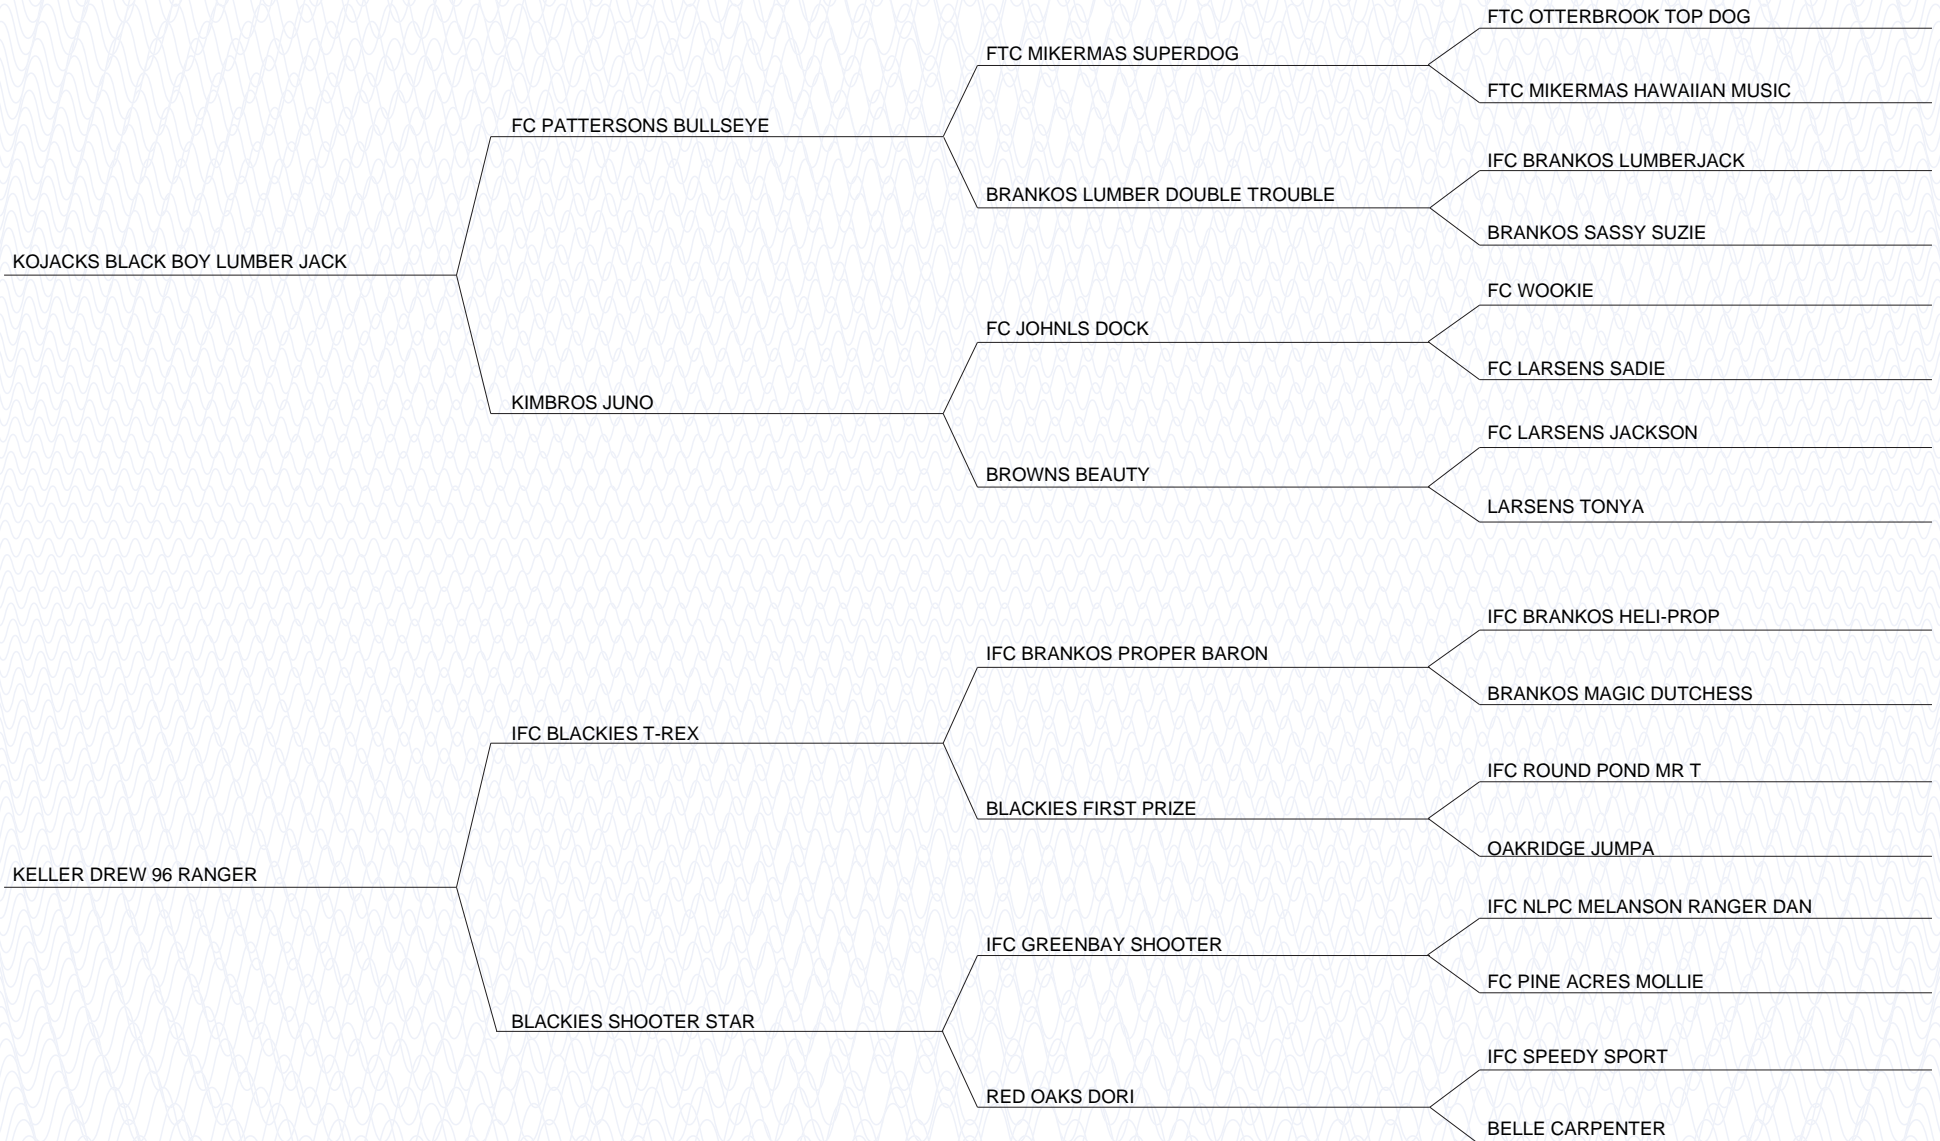 FTC OTTERBROOK TOP DOG
FTC MIKERMAS SUPERDOG
FTC MIKERMAS HAWAIIAN MUSIC
FC PATTERSONS BULLSEYE
IFC BRANKOS LUMBERJACK
BRANKOS LUMBER DOUBLE TROUBLE
BRANKOS SASSY SUZIE
KOJACKS BLACK BOY LUMBER JACK
FC WOOKIE
FC JOHNLS DOCK
FC LARSENS SADIE
KIMBROS JUNO
FC LARSENS JACKSON
BROWNS BEAUTY
LARSENS TONYA
IFC BRANKOS HELI-PROP
IFC BRANKOS PROPER BARON
BRANKOS MAGIC DUTCHESS
IFC BLACKIES T-REX
IFC ROUND POND MR T
BLACKIES FIRST PRIZE
OAKRIDGE JUMPA
KELLER DREW 96 RANGER
IFC NLPC MELANSON RANGER DAN
IFC GREENBAY SHOOTER
FC PINE ACRES MOLLIE
BLACKIES SHOOTER STAR
IFC SPEEDY SPORT
RED OAKS DORI
BELLE CARPENTER